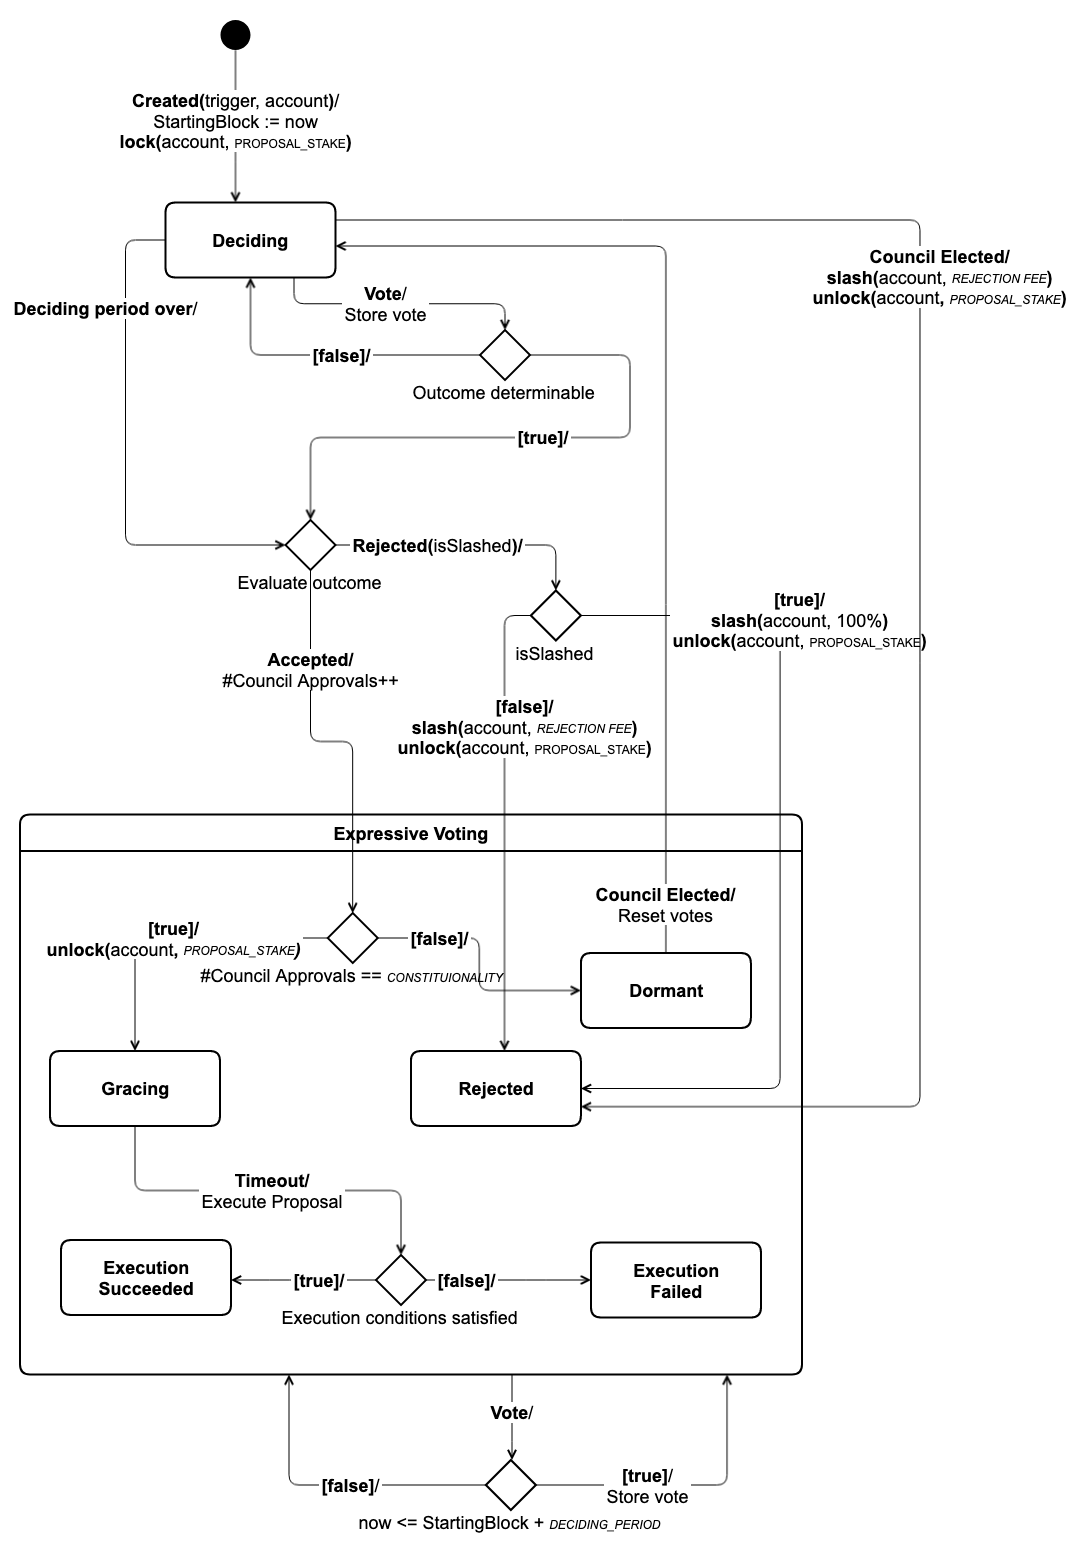 Created(trigger, account)/
StartingBlock := now
lock(account, PROPOSAL_STAKE)
Deciding
Council Elected/
slash(account, REJECTION FEE)
unlock(account, PROPOSAL_STAKE)
Deciding period over/
Vote/
Store vote
[false]/
Outcome determinable
[true]/
Rejected(isSlashed)/
Evaluate outcome
[true]/
slash(account, 100%)
unlock(account, PROPOSAL_STAKE)
isSlashed
Accepted/
#Council Approvals++
[false]/
slash(account, REJECTION FEE)
unlock(account, PROPOSAL_STAKE)
Expressive Voting
Council Elected/
Reset votes
[true]/
unlock(account, PROPOSAL_STAKE)
[false]/
#Council Approvals == CONSTITUIONALITY
Dormant
Gracing
Rejected
Timeout/
Execute Proposal
Execution
Succeeded
[true]/
[false]/
Execution
Failed
Execution conditions satisfied
Vote/
[false]/
[true]/
Store vote
now <= StartingBlock + DECIDING_PERIOD